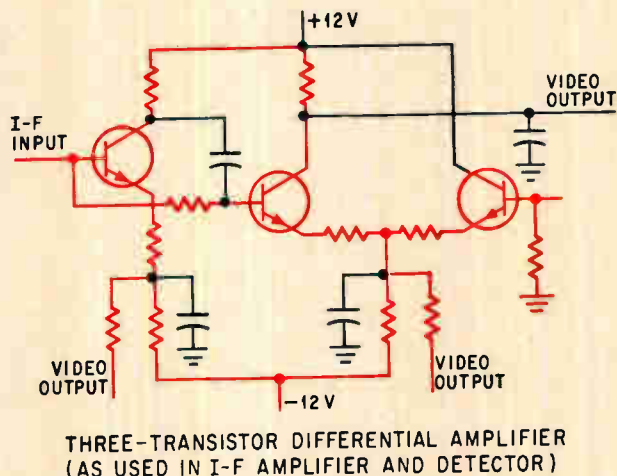 +12V
VIDEO
OUTPUT
I-F
INPUT
VIDEO
OUTPUT
VIDEO
OUTPUT
-12V
THREE-TRANSISTOR DIFFERENTIAL AMPLIFIER
(AS USED IN I-F AMPLIFIER AND DETECTOR)